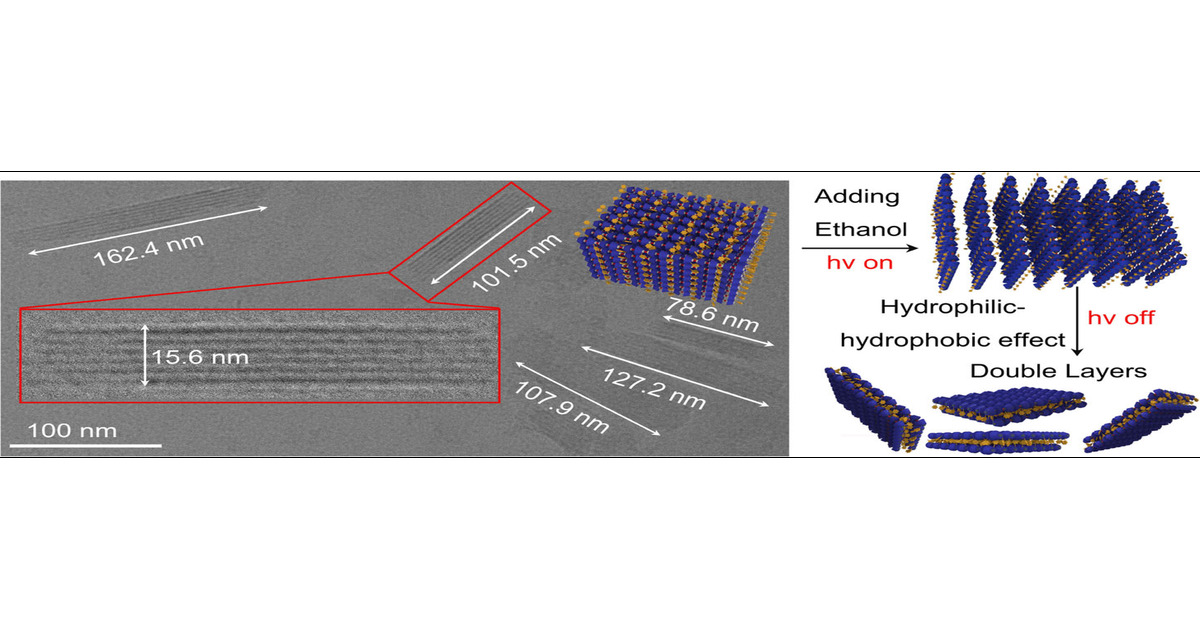 162.4 nm
101.5 nm
15.6 nm
78.6 nm
127.2 nm
107.9 nm
100 nm
Adding
Ethanol
hv on
Hydrophilic-
hydrophobic effect
hv off
Double Layers